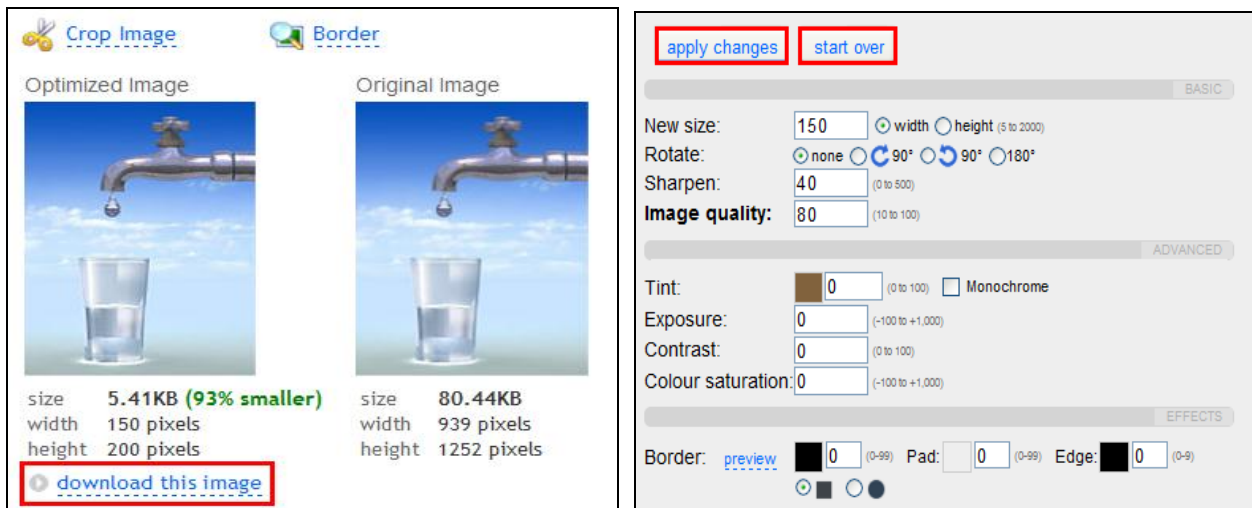 Crop Image Border
Optimized Image Original Image
size 5.41KB (93% smaller) size 80.44KB
width 150 pixels width 939 pixels
height 200 pixels height 1252 pixels
download this image
apply changes start over
BASIC
New size: 150 width height (5 to 2000)
Rotate: none 90° 90° 180°
Sharpen: 40 (0 to 500)
Image quality: 80 (10 to 100)
ADVANCED
Tint: 0 (0 to 100) Monochrome
Exposure: 0 (-100 to +1,000)
Contrast: 0 (0 to 100)
Colour saturation: 0 (-100 to +1,000)
EFFECTS
Border: preview 0 (0-99) Pad: 0 (0-99) Edge: 0 (0-9)